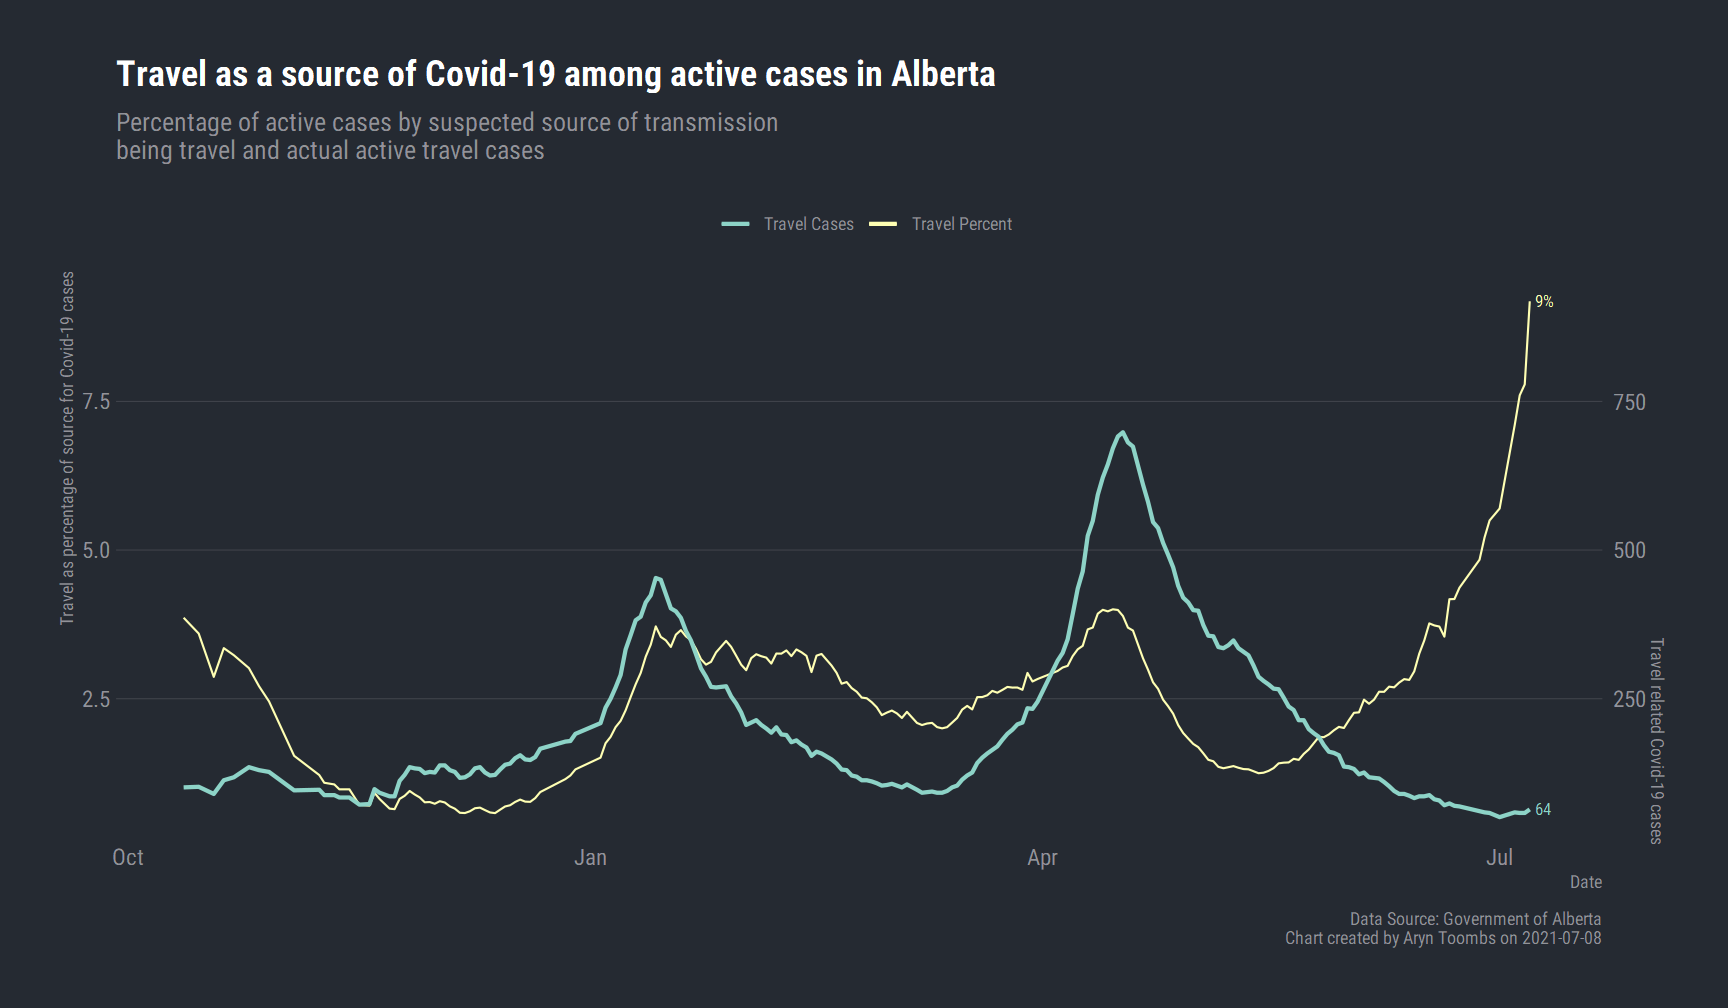 Travel as a source of Covid-19 among active cases in Alberta
Percentage of active cases by suspected source of transmission
being travel and actual active travel cases
Travel Cases
Travel Percent
Travel as percentage of source for Covid-19 cases
7.5
5.0
2.5
9%
64
750
500
250
Travel related Covid-19 cases
Oct
Jan
Apr
Jul
Date
Data Source: Government of Alberta
Chart created by Aryn Toombs on 2021-07-08